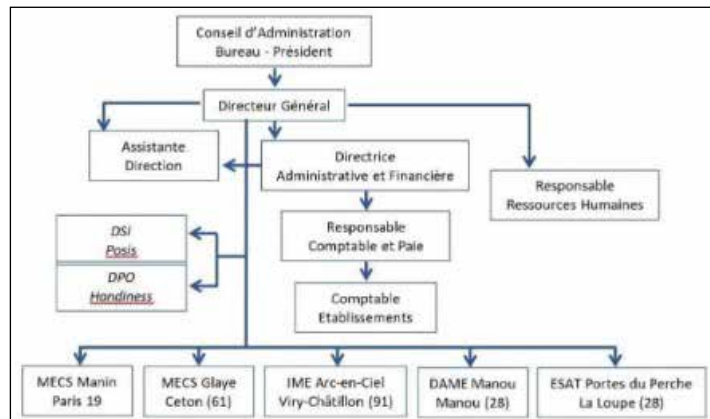 Conseil d'Administration
Bureau - Président
Directeur Général
Assistante
Direction
Directrice
Administrative et Financière
Responsable
Ressources Humaines
DSI
Posis
DPO
Handiness
Responsable
Comptable et Paie
Comptable
Etablissements
MECS Manin
Paris 19
MECS Glaye
Ceton (61)
IME Arc-en-Ciel
Viry-Châtillon (91)
DAME Manou
Manou (28)
ESAT Portes du Perche
La Loupe (28)